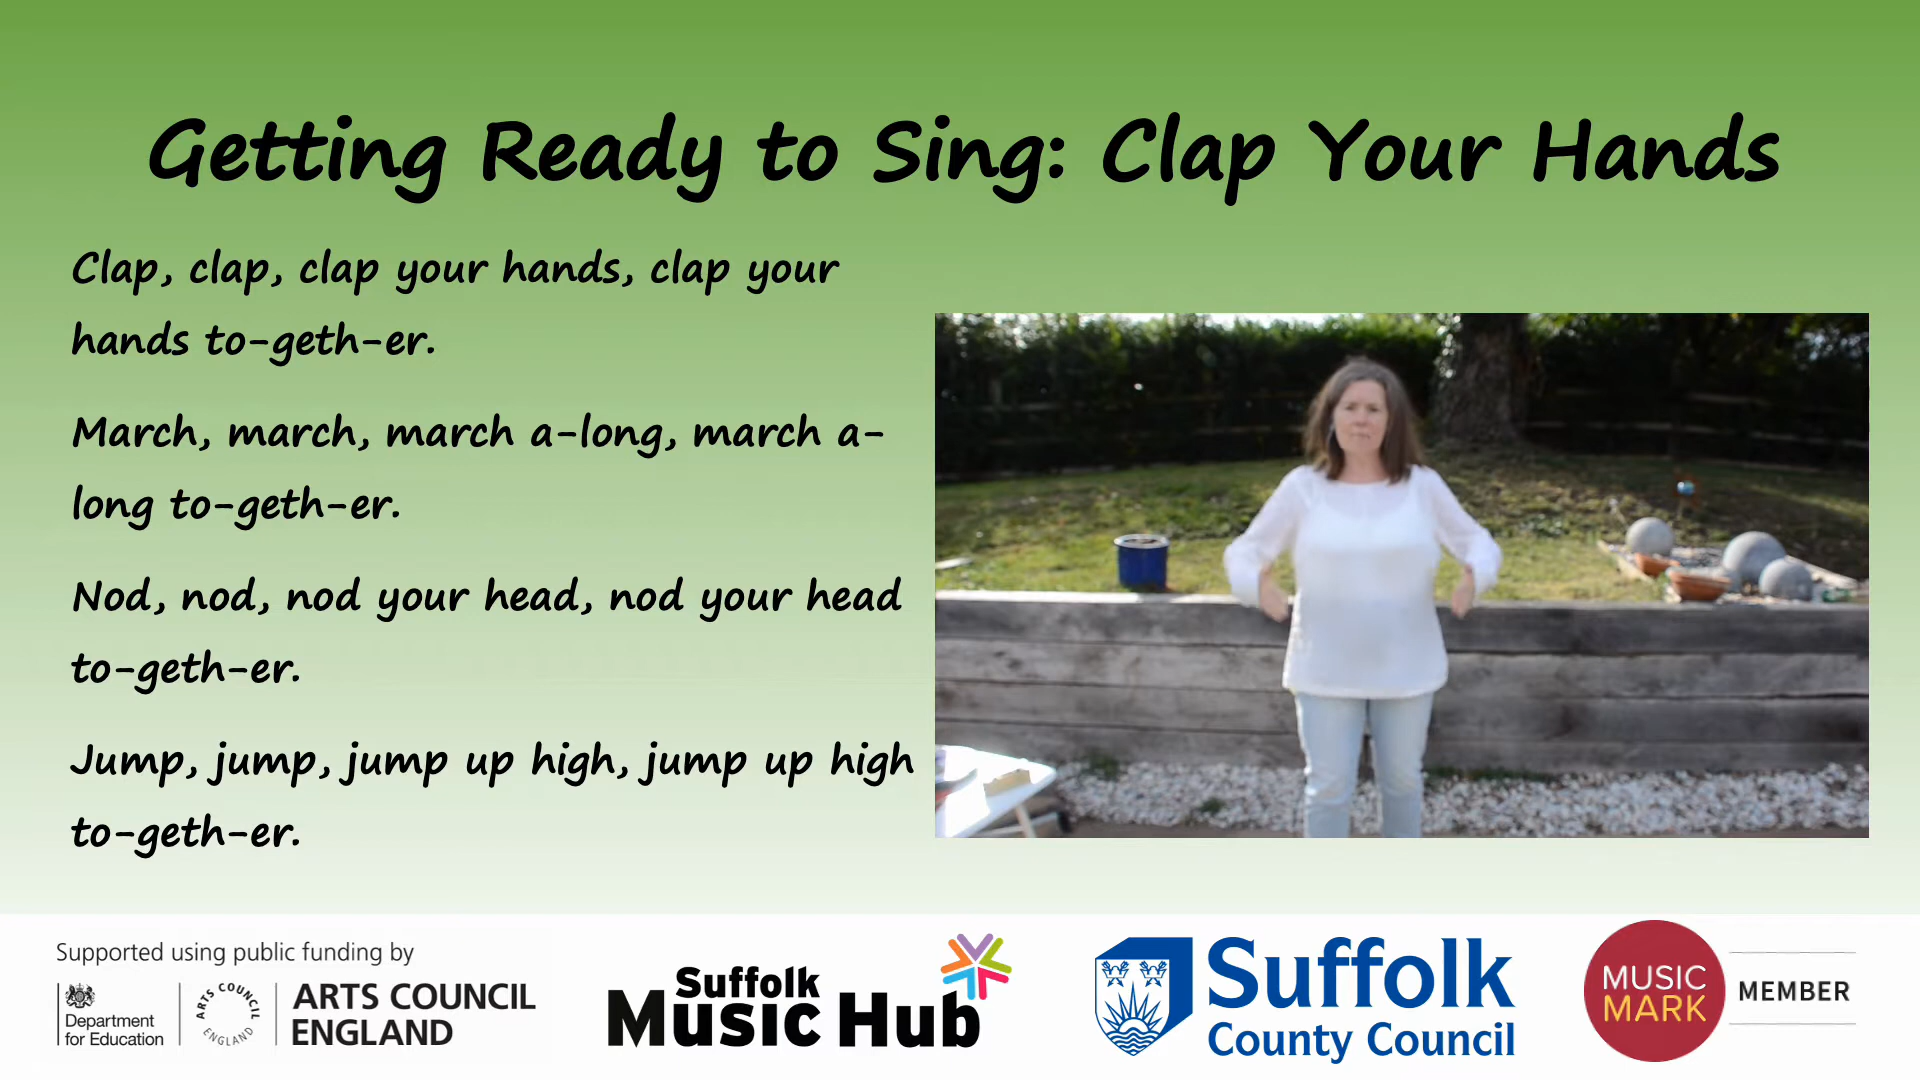 Getting Ready to Sing: Clap Your Hands
Clap, clap, clap your hands, clap your
hands to-geth-er.
March, march, march a-long, march a-
long to-geth-er.
Nod, nod, nod your head, nod your head
to-geth-er.
Jump, jump, jump up high, jump up high
to-geth-er.
Supported using public funding by
Department
for Education
ARTS COUNCIL
ENGLAND
ARTS COUNCIL
ENGLAND
Suffolk
Music Hub
Suffolk
County Council
MUSIC
MARK
MEMBER